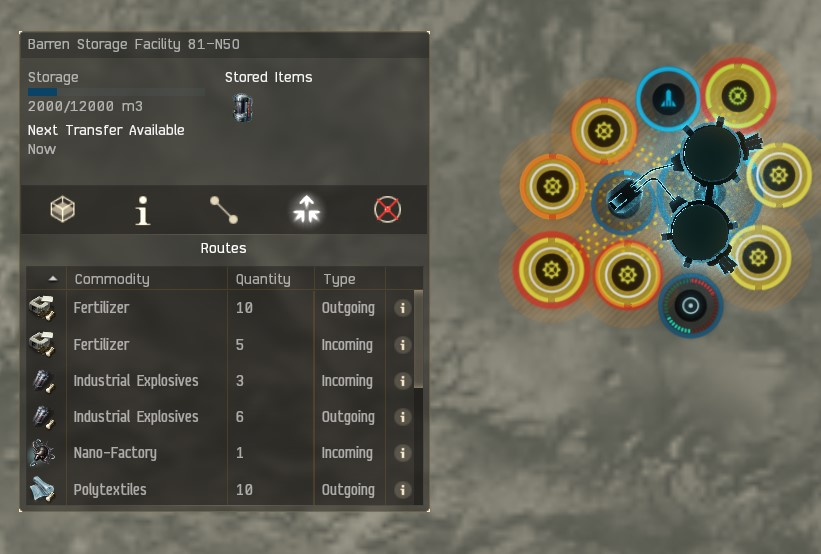 Barren Storage Facility 81-N50
Storage
Stored Items
2000/12000 m3
Next Transfer Available
Now
Routes
Commodity Quantity Type
Fertilizer 10 Outgoing
Fertilizer 5 Incoming
Industrial Explosives 3 Incoming
Industrial Explosives 6 Outgoing
Nano-Factory 1 Incoming
Polytextiles 10 Outgoing